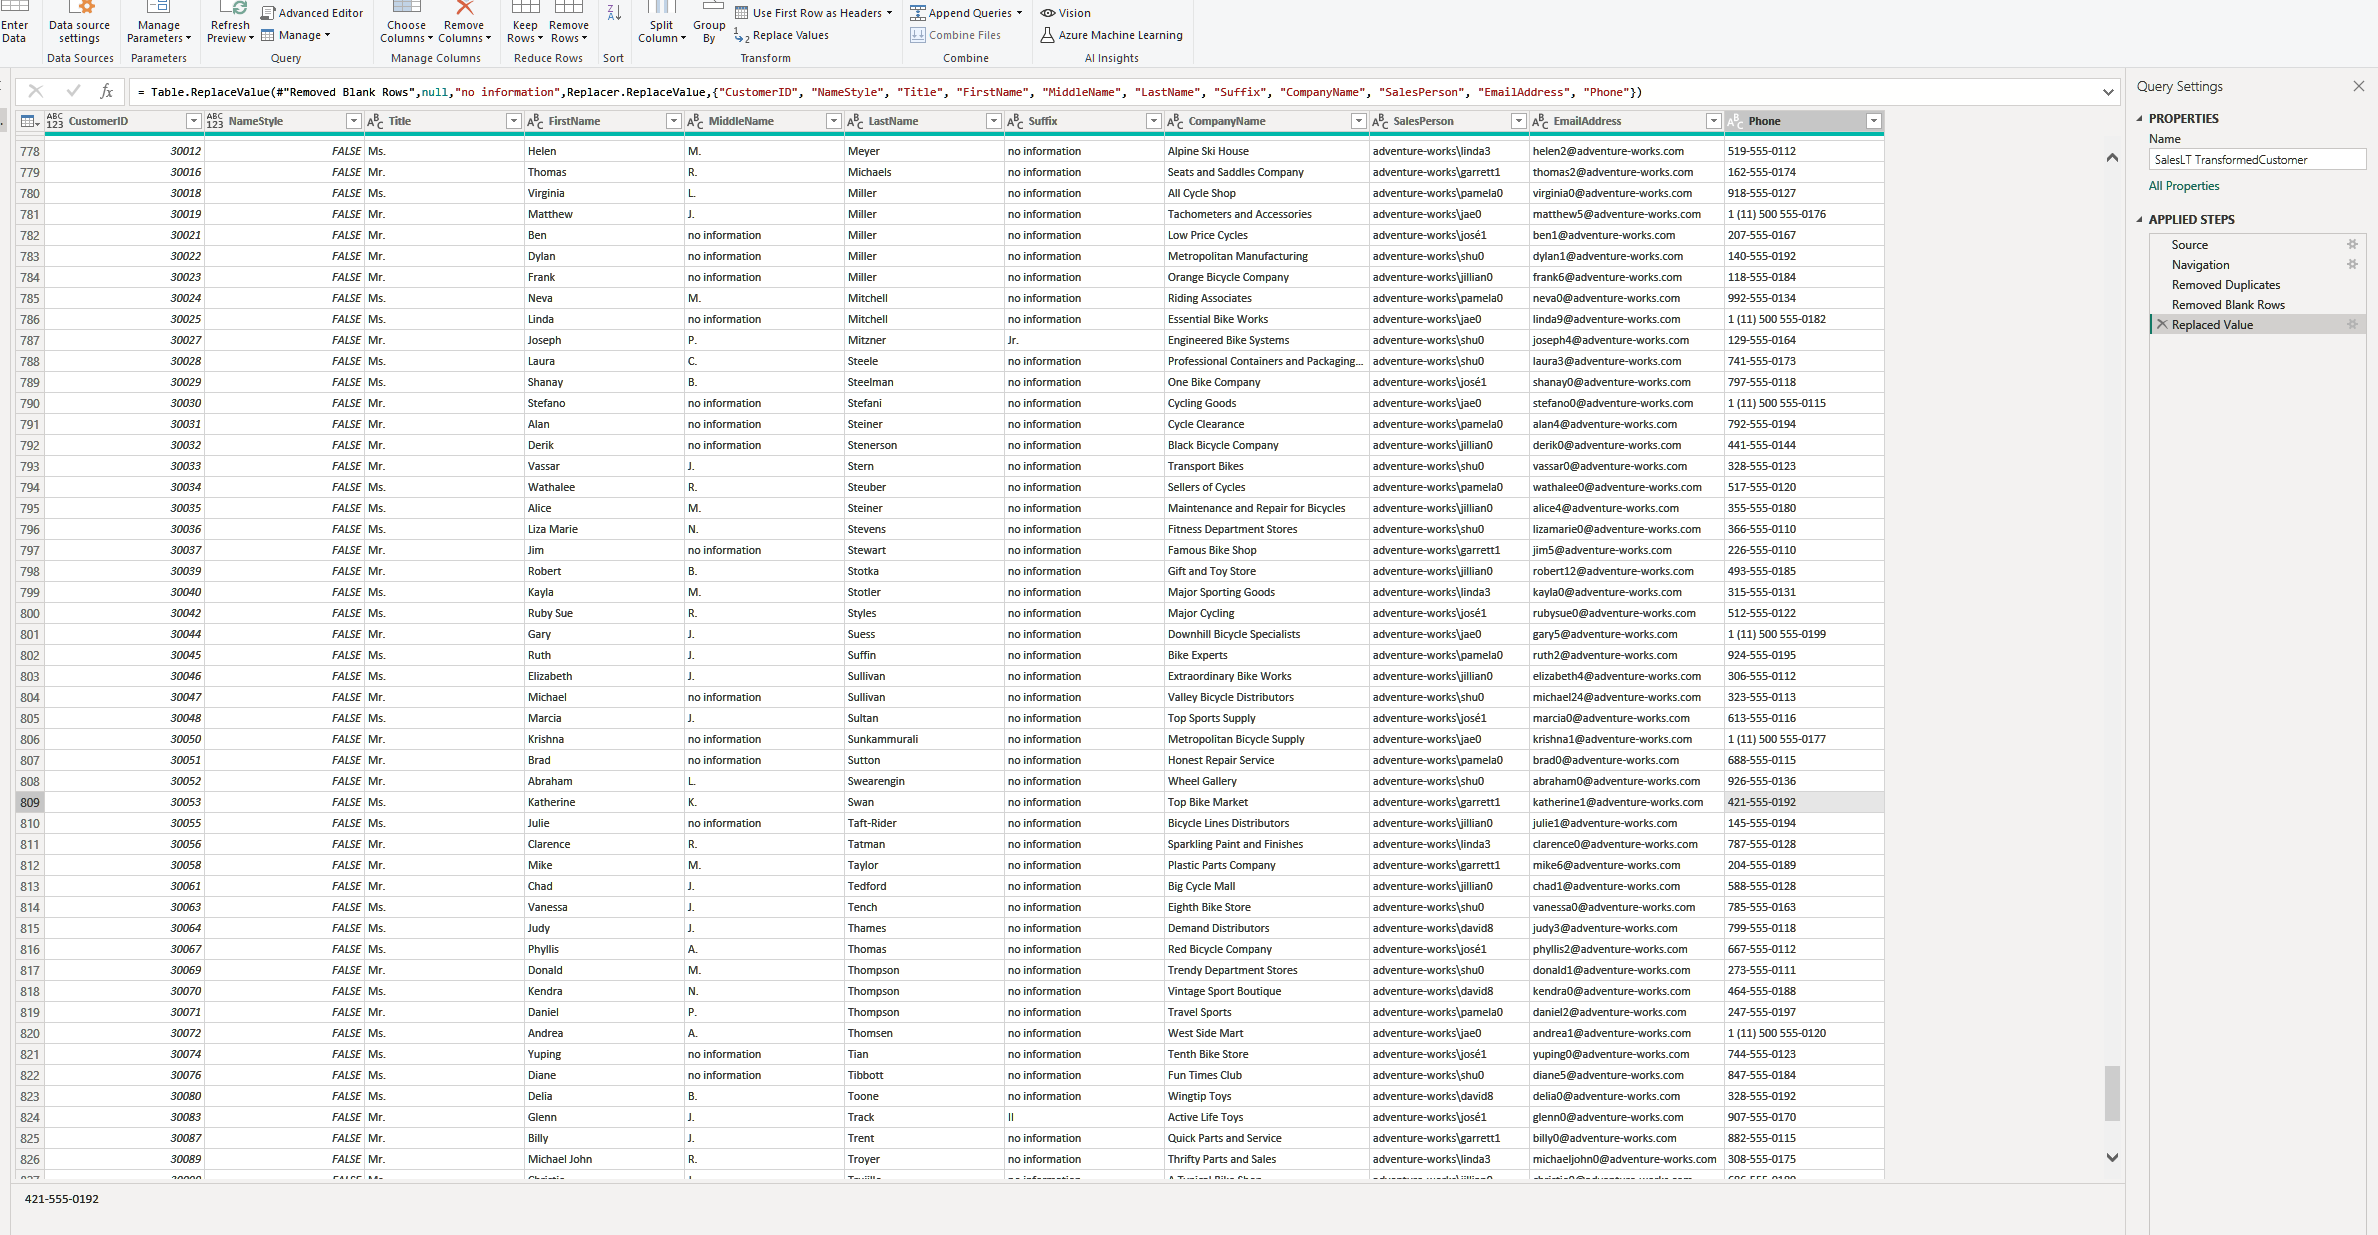 Enter Data
Data source settings
Data Sources
Manage Parameters
Parameters
Refresh Preview
Advanced Editor
Manage
Query
Choose Columns
Remove Columns
Manage Columns
Keep Rows
Remove Rows
Reduce Rows
Sort
Split Column
Group By
Use First Row as Headers
Replace Values
Transform
Append Queries
Combine Files
Combine
Vision
Azure Machine Learning
AI Insights
= Table.ReplaceValue(#"Removed Blank Rows",null,"no information",Replacer.ReplaceValue,{"CustomerID", "NameStyle", "Title", "FirstName", "MiddleName", "LastName", "Suffix", "CompanyName", "SalesPerson", "EmailAddress", "Phone"})
CustomerID NameStyle Title FirstName MiddleName LastName Suffix CompanyName SalesPerson EmailAddress Phone
778 30012 FALSE Ms. Helen M. Meyer no information Alpine Ski House adventure-works\linda3 helen2@adventure-works.com 519-555-0112
779 30016 FALSE Mr. Thomas R. Michaels no information Seats and Saddles Company adventure-works\garrett1 thomas2@adventure-works.com 162-555-0174
780 30018 FALSE Ms. Virginia L. Miller no information All Cycle Shop adventure-works\pamela0 virginia0@adventure-works.com 918-555-0127
781 30019 FALSE Mr. Matthew J. Miller no information Tachometers and Accessories adventure-works\jae0 matthew5@adventure-works.com 1 (11) 500 555-0176
782 30021 FALSE Mr. Ben no information Miller no information Low Price Cycles adventure-works\josé1 ben1@adventure-works.com 207-555-0167
783 30022 FALSE Mr. Dylan no information Miller no information Metropolitan Manufacturing adventure-works\shu0 dylan1@adventure-works.com 140-555-0192
784 30023 FALSE Mr. Frank no information Miller no information Orange Bicycle Company adventure-works\jillian0 frank6@adventure-works.com 118-555-0184
785 30024 FALSE Ms. Neva M. Mitchell no information Riding Associates adventure-works\pamela0 neva0@adventure-works.com 992-555-0134
786 30025 FALSE Ms. Linda no information Mitchell no information Essential Bike Works adventure-works\jae0 linda9@adventure-works.com 1 (11) 500 555-0182
787 30027 FALSE Mr. Joseph P. Mitzner Jr. Engineered Bike Systems adventure-works\shu0 joseph4@adventure-works.com 129-555-0164
788 30028 FALSE Ms. Laura C. Steele no information Professional Containers and Packaging... adventure-works\shu0 laura3@adventure-works.com 741-555-0173
789 30029 FALSE Ms. Shanay B. Steelman no information One Bike Company adventure-works\josé1 shanay0@adventure-works.com 797-555-0118
790 30030 FALSE Mr. Stefano no information Stefani no information Cycling Goods adventure-works\jae0 stefano0@adventure-works.com 1 (11) 500 555-0115
791 30031 FALSE Mr. Alan no information Steiner no information Cycle Clearance adventure-works\pamela0 alan4@adventure-works.com 792-555-0194
792 30032 FALSE Mr. Derik no information Stenerson no information Black Bicycle Company adventure-works\jillian0 derik0@adventure-works.com 441-555-0144
793 30033 FALSE Mr. Vassar J. Stern no information Transport Bikes adventure-works\shu0 vassar0@adventure-works.com 328-555-0123
794 30034 FALSE Ms. Wathalee R. Steuber no information Sellers of Cycles adventure-works\pamela0 wathalee0@adventure-works.com 517-555-0120
795 30035 FALSE Ms. Alice M. Steiner no information Maintenance and Repair for Bicycles adventure-works\jillian0 alice4@adventure-works.com 355-555-0180
796 30036 FALSE Ms. Liza Marie N. Stevens no information Fitness Department Stores adventure-works\shu0 lizamarie0@adventure-works.com 366-555-0110
797 30037 FALSE Mr. Jim no information Stewart no information Famous Bike Shop adventure-works\garrett1 jim5@adventure-works.com 226-555-0110
798 30039 FALSE Mr. Robert B. Stotka no information Gift and Toy Store adventure-works\jillian0 robert12@adventure-works.com 493-555-0185
799 30040 FALSE Ms. Kayla M. Stotler no information Major Sporting Goods adventure-works\linda3 kayla0@adventure-works.com 315-555-0131
800 30042 FALSE Ms. Ruby Sue R. Styles no information Major Cycling adventure-works\josé1 rubysue0@adventure-works.com 512-555-0122
801 30044 FALSE Mr. Gary J. Suess no information Downhill Bicycle Specialists adventure-works\jae0 gary5@adventure-works.com 1 (11) 500 555-0199
802 30045 FALSE Ms. Ruth J. Suffin no information Bike Experts adventure-works\pamela0 ruth2@adventure-works.com 924-555-0195
803 30046 FALSE Ms. Elizabeth J. Sullivan no information Extraordinary Bike Works adventure-works\jillian0 elizabeth4@adventure-works.com 306-555-0112
804 30047 FALSE Mr. Michael no information Sullivan no information Valley Bicycle Distributors adventure-works\shu0 michael24@adventure-works.com 323-555-0113
805 30048 FALSE Ms. Marcia J. Sultan no information Top Sports Supply adventure-works\josé1 marcia0@adventure-works.com 613-555-0116
806 30050 FALSE Mr. Krishna no information Sunkammurali no information Metropolitan Bicycle Supply adventure-works\jae0 krishna1@adventure-works.com 1 (11) 500 555-0177
807 30051 FALSE Mr. Brad no information Sutton no information Honest Repair Service adventure-works\pamela0 brad0@adventure-works.com 688-555-0115
808 30052 FALSE Mr. Abraham L. Swearengin no information Wheel Gallery adventure-works\shu0 abraham0@adventure-works.com 926-555-0136
809 30053 FALSE Ms. Katherine K. Swan no information Top Bike Market adventure-works\garrett1 katherine1@adventure-works.com 421-555-0192
810 30055 FALSE Ms. Julie no information Taft-Rider no information Bicycle Lines Distributors adventure-works\jillian0 julie1@adventure-works.com 145-555-0194
811 30056 FALSE Mr. Clarence R. Tatman no information Sparkling Paint and Finishes adventure-works\linda3 clarence0@adventure-works.com 787-555-0128
812 30058 FALSE Mr. Mike M. Taylor no information Plastic Parts Company adventure-works\garrett1 mike6@adventure-works.com 204-555-0189
813 30061 FALSE Mr. Chad J. Tedford no information Big Cycle Mall adventure-works\jillian0 chad1@adventure-works.com 588-555-0128
814 30063 FALSE Ms. Vanessa J. Tench no information Eighth Bike Store adventure-works\shu0 vanessa0@adventure-works.com 785-555-0163
815 30064 FALSE Ms. Judy J. Thames no information Demand Distributors adventure-works\david8 judy3@adventure-works.com 799-555-0118
816 30067 FALSE Ms. Phyllis A. Thomas no information Red Bicycle Company adventure-works\josé1 phyllis2@adventure-works.com 667-555-0112
817 30069 FALSE Mr. Donald M. Thompson no information Trendy Department Stores adventure-works\shu0 donald1@adventure-works.com 273-555-0111
818 30070 FALSE Ms. Kendra N. Thompson no information Vintage Sport Boutique adventure-works\david8 kendra0@adventure-works.com 464-555-0188
819 30071 FALSE Mr. Daniel P. Thompson no information Travel Sports adventure-works\pamela0 daniel2@adventure-works.com 247-555-0197
820 30072 FALSE Ms. Andrea A. Thomsen no information West Side Mart adventure-works\jae0 andrea1@adventure-works.com 1 (11) 500 555-0120
821 30074 FALSE Ms. Yuping no information Tian no information Tenth Bike Store adventure-works\josé1 yuping0@adventure-works.com 744-555-0123
822 30076 FALSE Ms. Diane no information Tibbott no information Fun Times Club adventure-works\shu0 diane5@adventure-works.com 847-555-0184
823 30080 FALSE Ms. Delia B. Toone no information Wingtip Toys adventure-works\david8 delia0@adventure-works.com 328-555-0192
824 30083 FALSE Mr. Glenn J. Track II Active Life Toys adventure-works\josé1 glenn0@adventure-works.com 907-555-0170
825 30087 FALSE Mr. Billy J. Trent no information Quick Parts and Service adventure-works\garrett1 billy0@adventure-works.com 882-555-0115
826 30089 FALSE Mr. Michael John R. Troyer no information Thrifty Parts and Sales adventure-works\linda3 michaeljohn0@adventure-works.com 308-555-0175
421-555-0192
Query Settings
PROPERTIES
Name
SalesLT TransformedCustomer
All Properties
APPLIED STEPS
Source
Navigation
Removed Duplicates
Removed Blank Rows
Replaced Value